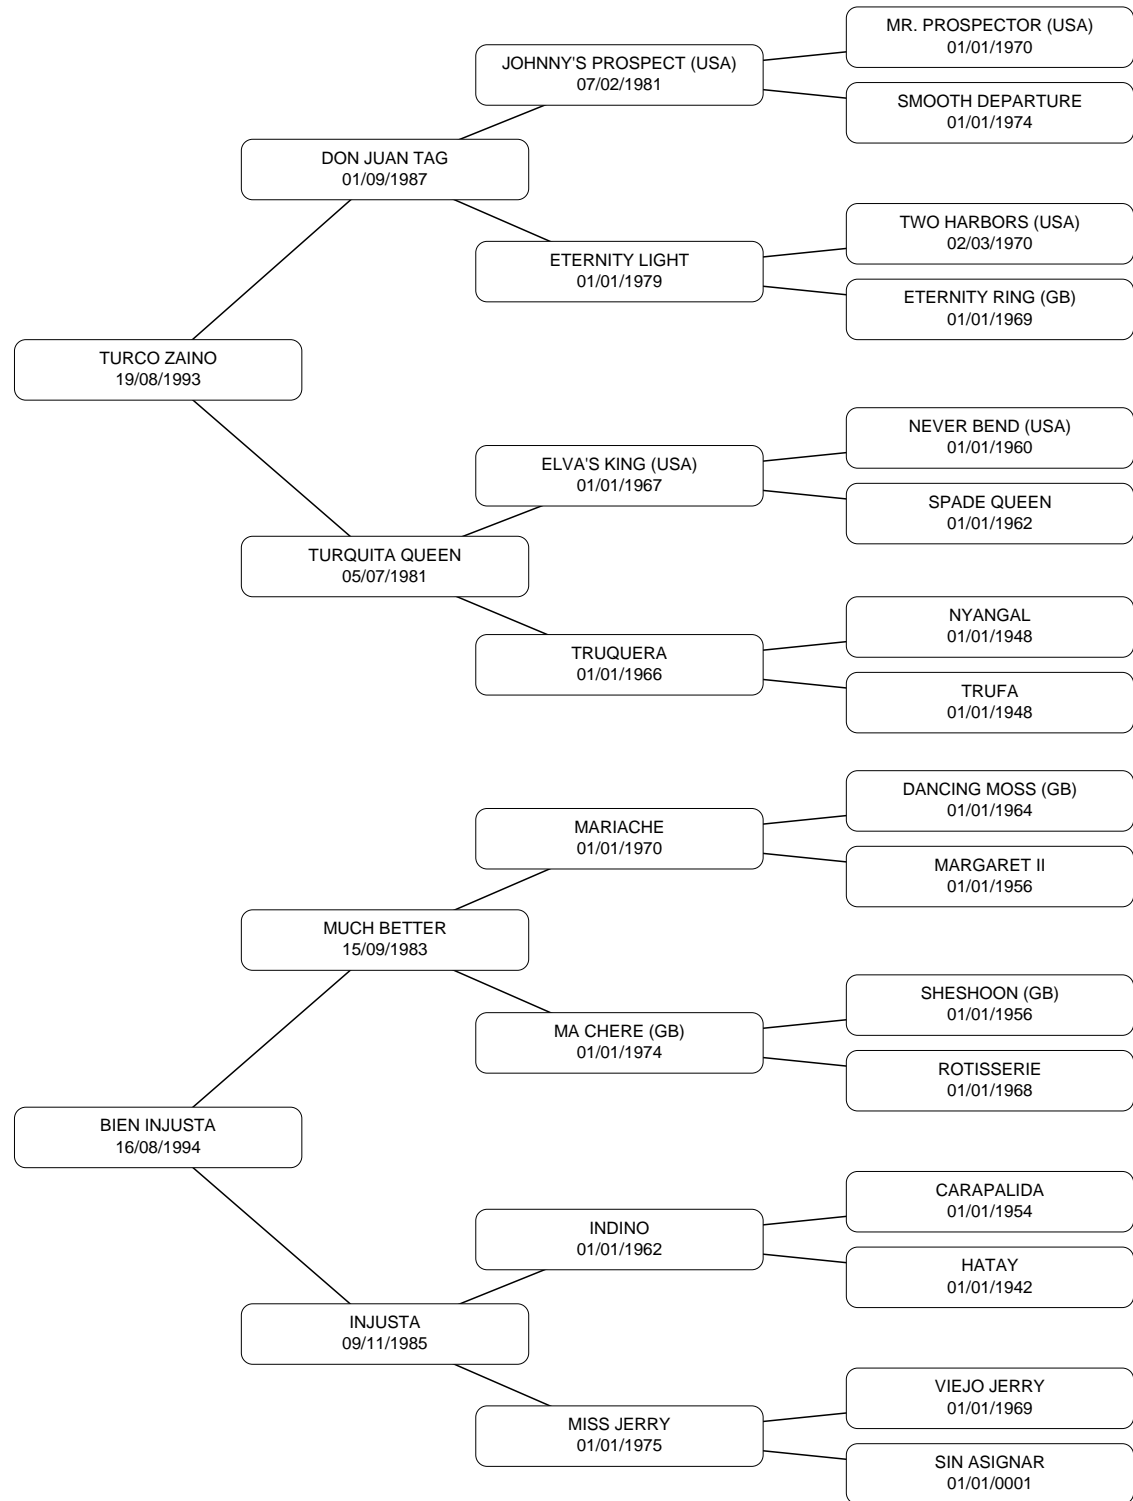 MR. PROSPECTOR (USA)
01/01/1970
JOHNNY'S PROSPECT (USA)
07/02/1981
SMOOTH DEPARTURE
01/01/1974
DON JUAN TAG
01/09/1987
TWO HARBORS (USA)
02/03/1970
ETERNITY LIGHT
01/01/1979
ETERNITY RING (GB)
01/01/1969
TURCO ZAINO
19/08/1993
NEVER BEND (USA)
01/01/1960
ELVA'S KING (USA)
01/01/1967
SPADE QUEEN
01/01/1962
TURQUITA QUEEN
05/07/1981
NYANGAL
01/01/1948
TRUQUERA
01/01/1966
TRUFA
01/01/1948
DANCING MOSS (GB)
01/01/1964
MARIACHE
01/01/1970
MARGARET II
01/01/1956
MUCH BETTER
15/09/1983
SHESHOON (GB)
01/01/1956
MA CHERE (GB)
01/01/1974
ROTISSERIE
01/01/1968
BIEN INJUSTA
16/08/1994
CARAPALIDA
01/01/1954
INDINO
01/01/1962
HATAY
01/01/1942
INJUSTA
09/11/1985
VIEJO JERRY
01/01/1969
MISS JERRY
01/01/1975
SIN ASIGNAR
01/01/0001